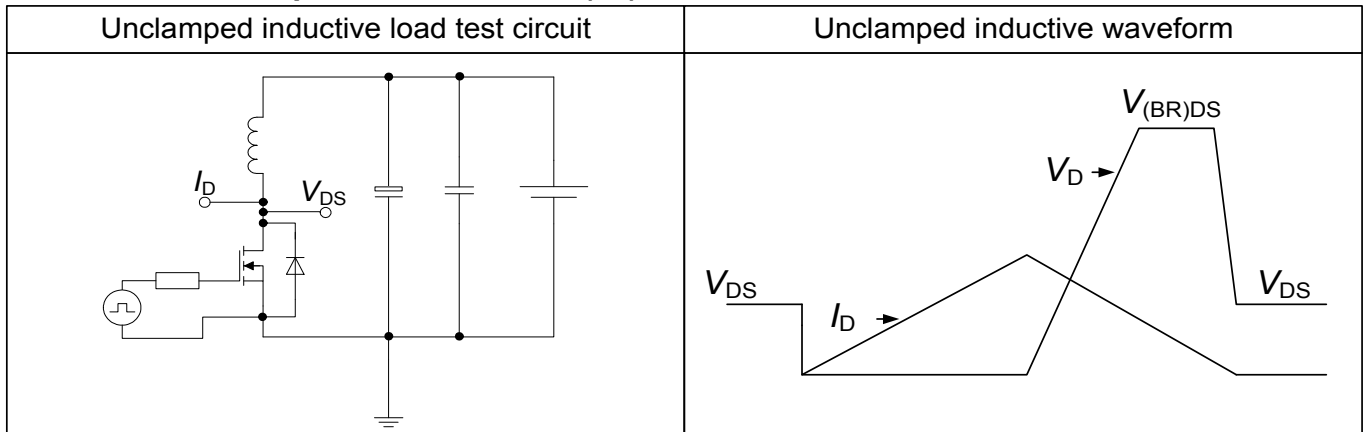 Unclamped inductive load test circuit
Unclamped inductive waveform
I_D
V_DS
V_(BR)DS
V_D
V_DS
I_D
V_DS